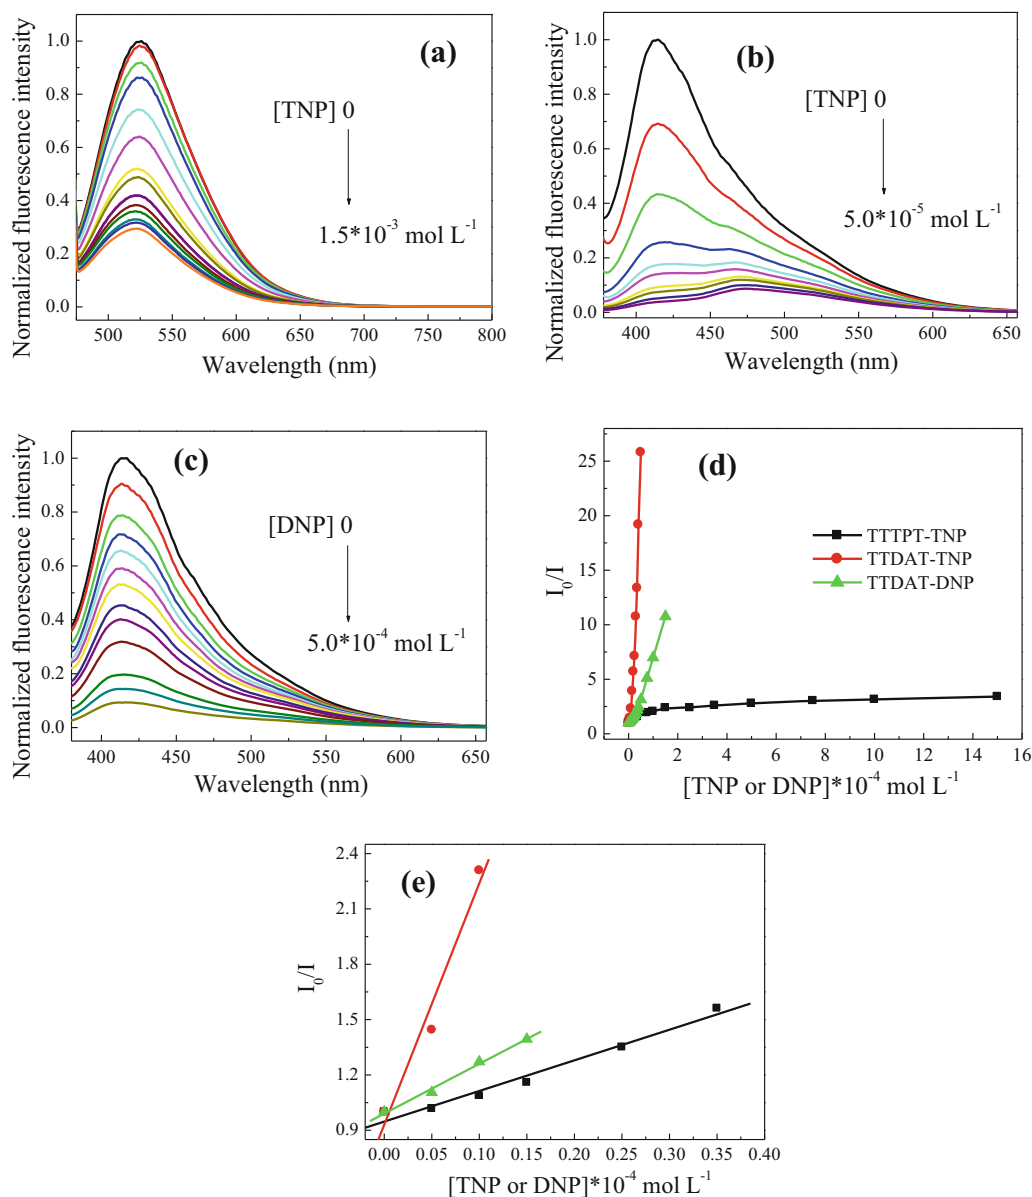 (a)
Normalized fluorescence intensity
1.0
0.8
0.6
0.4
0.2
0.0
[TNP] 0
1.5*10⁻³ mol L⁻¹
500 550 600 650 700 750 800
Wavelength (nm)
(b)
Normalized fluorescence intensity
1.0
0.8
0.6
0.4
0.2
0.0
[TNP] 0
5.0*10⁻⁵ mol L⁻¹
400 450 500 550 600 650
Wavelength (nm)
(c)
Normalized fluorescence intensity
1.0
0.8
0.6
0.4
0.2
0.0
[DNP] 0
5.0*10⁻⁴ mol L⁻¹
400 450 500 550 600 650
Wavelength (nm)
(d)
I₀/I
25
20
15
10
5
0
TTTPT-TNP
TTDAT-TNP
TTDAT-DNP
0 2 4 6 8 10 12 14 16
[TNP or DNP]*10⁻⁴ mol L⁻¹
(e)
I₀/I
2.4
2.1
1.8
1.5
1.2
0.9
0.00 0.05 0.10 0.15 0.20 0.25 0.30 0.35 0.40
[TNP or DNP]*10⁻⁴ mol L⁻¹